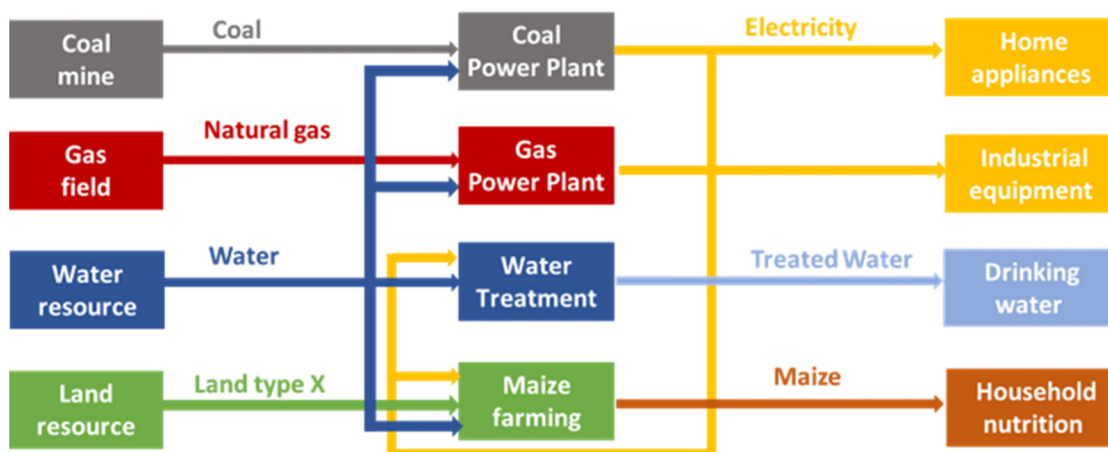 Coal
mine
Coal
Coal
Power Plant
Electricity
Home
appliances
Gas
field
Natural gas
Gas
Power Plant
Industrial
equipment
Water
resource
Water
Water
Treatment
Treated Water
Drinking
water
Land
resource
Land type X
Maize
farming
Maize
Household
nutrition